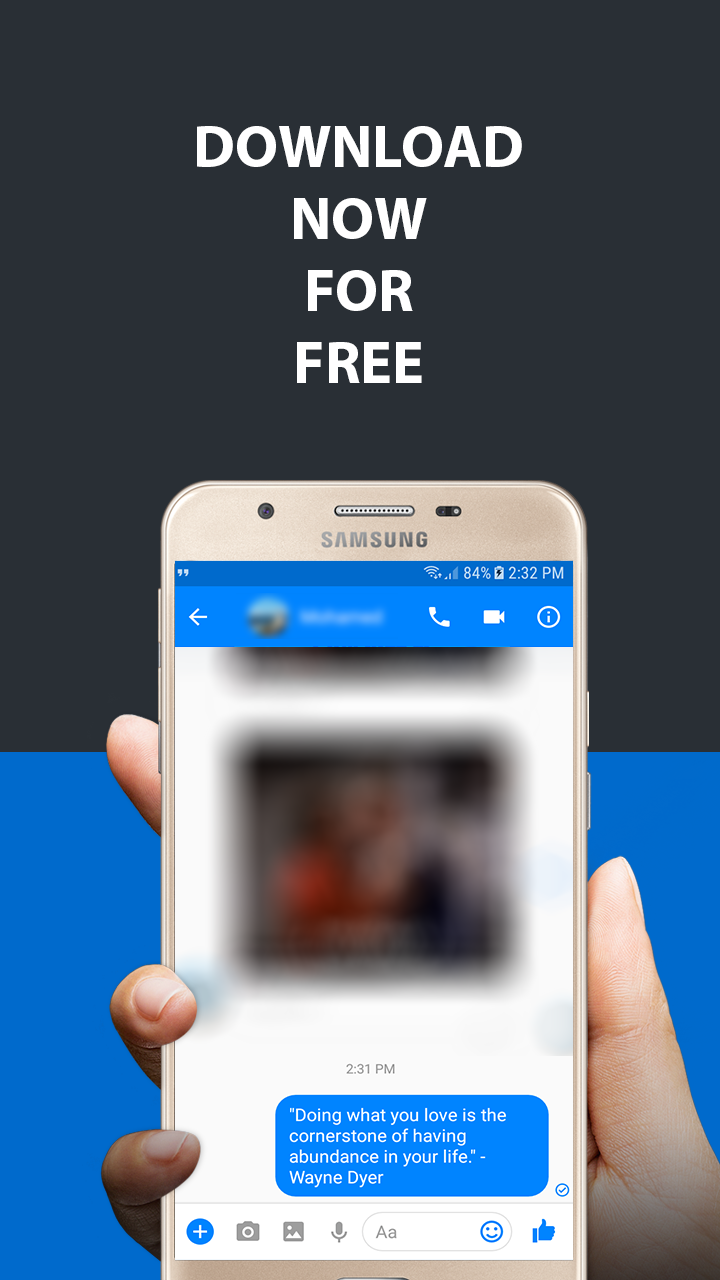 DOWNLOAD
NOW
FOR
FREE
SAMSUNG
84% 2:32 PM
2:31 PM
"Doing what you love is the
cornerstone of having
abundance in your life." -
Wayne Dyer
Aa